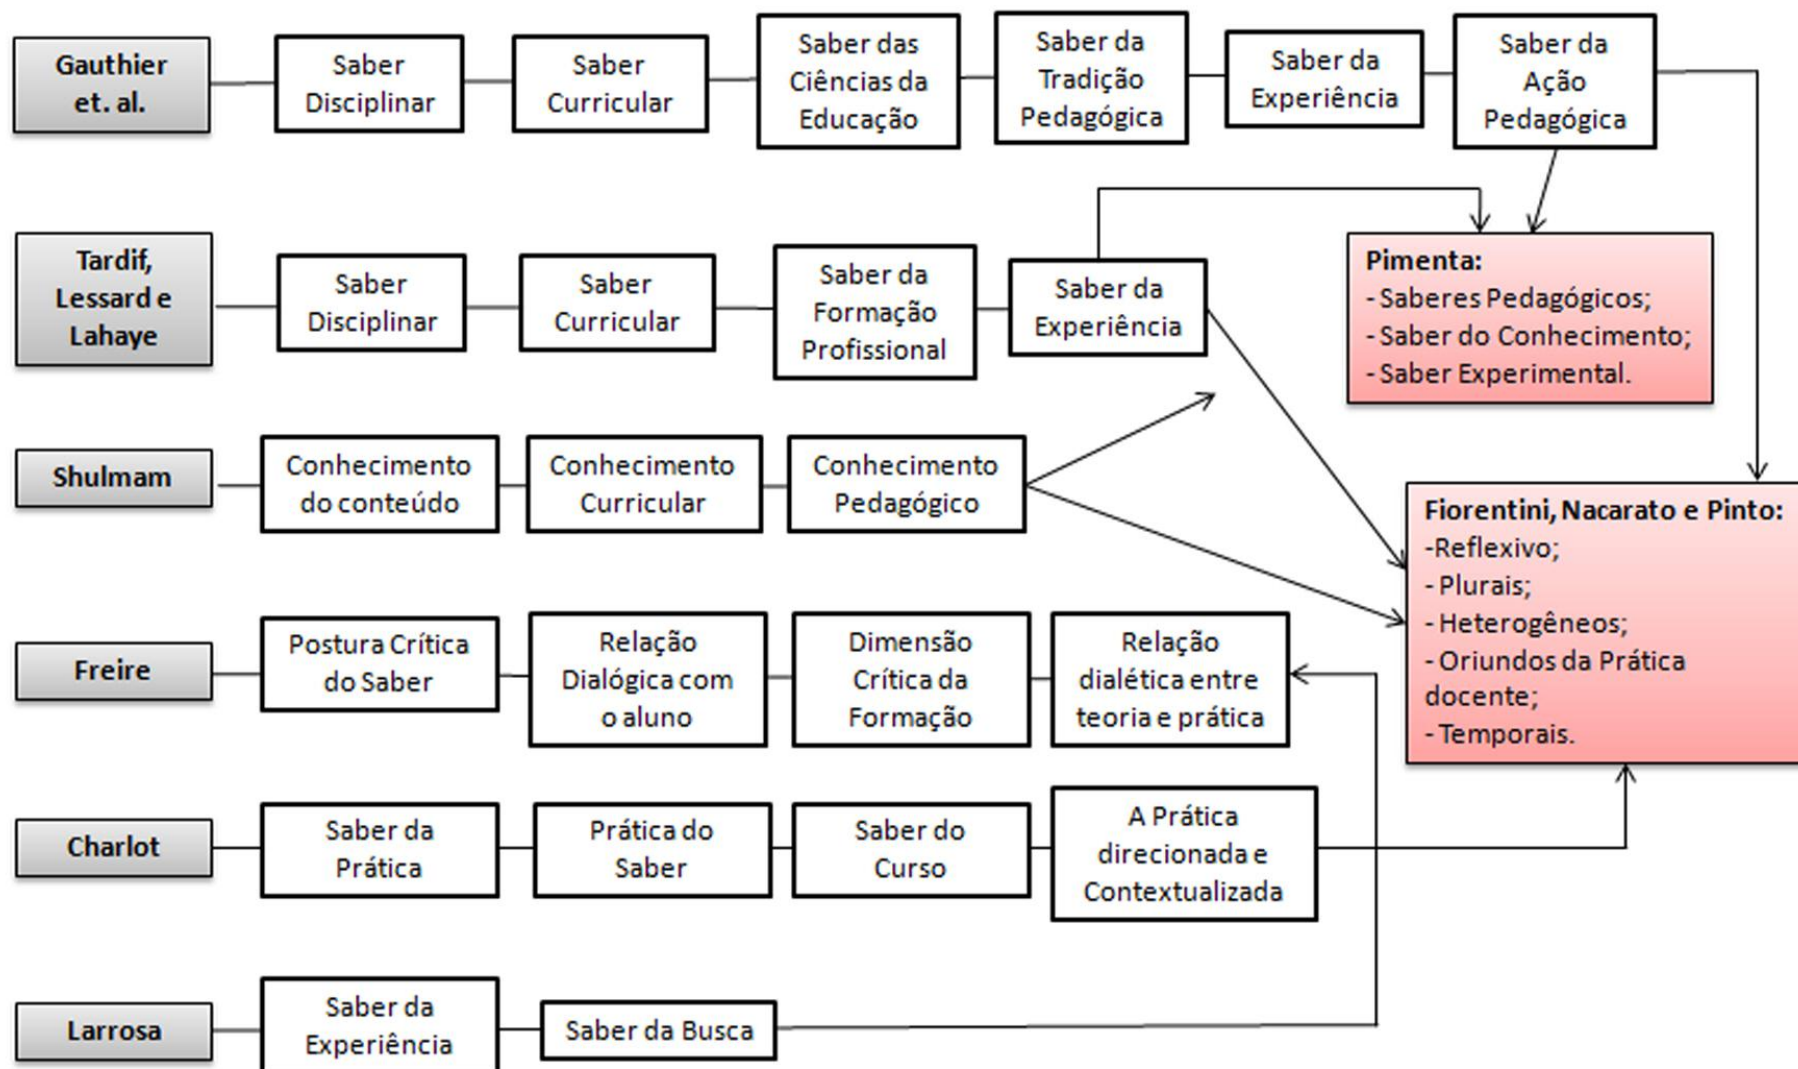 Gauthier
et. al.
Saber
Disciplinar
Saber
Curricular
Saber das
Ciências da
Educação
Saber da
Tradição
Pedagógica
Saber da
Experiência
Saber da
Ação
Pedagógica
Tardif,
Lessard e
Lahaye
Saber
Disciplinar
Saber
Curricular
Saber da
Formação
Profissional
Saber da
Experiência
Pimenta:
- Saberes Pedagógicos;
- Saber do Conhecimento;
- Saber Experimental.
Shulmam
Conhecimento
do conteúdo
Conhecimento
Curricular
Conhecimento
Pedagógico
Fiorentini, Nacarato e Pinto:
-Reflexivo;
- Plurais;
- Heterogêneos;
- Oriundos da Prática
docente;
- Temporais.
Freire
Postura Crítica
do Saber
Relação
Dialógica com
o aluno
Dimensão
Crítica da
Formação
Relação
dialética entre
teoria e prática
Charlot
Saber da
Prática
Prática do
Saber
Saber do
Curso
A Prática
direcionada e
Contextualizada
Larrosa
Saber da
Experiência
Saber da Busca